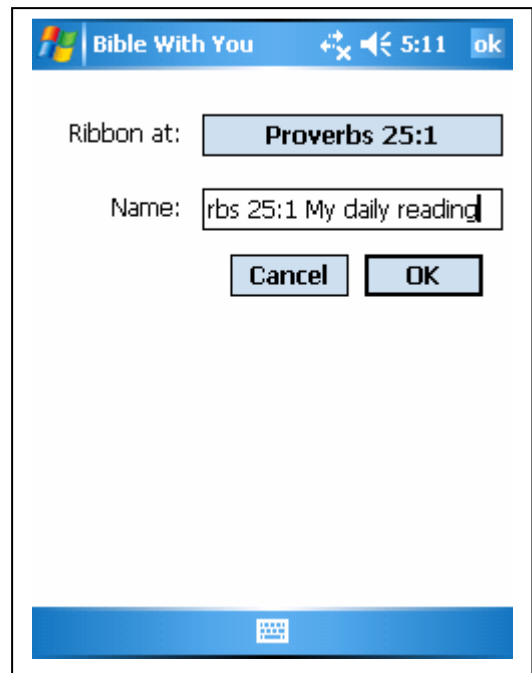 Bible With You 5:11 ok
Ribbon at: Proverbs 25:1
Name: rbs 25:1 My daily reading
Cancel OK